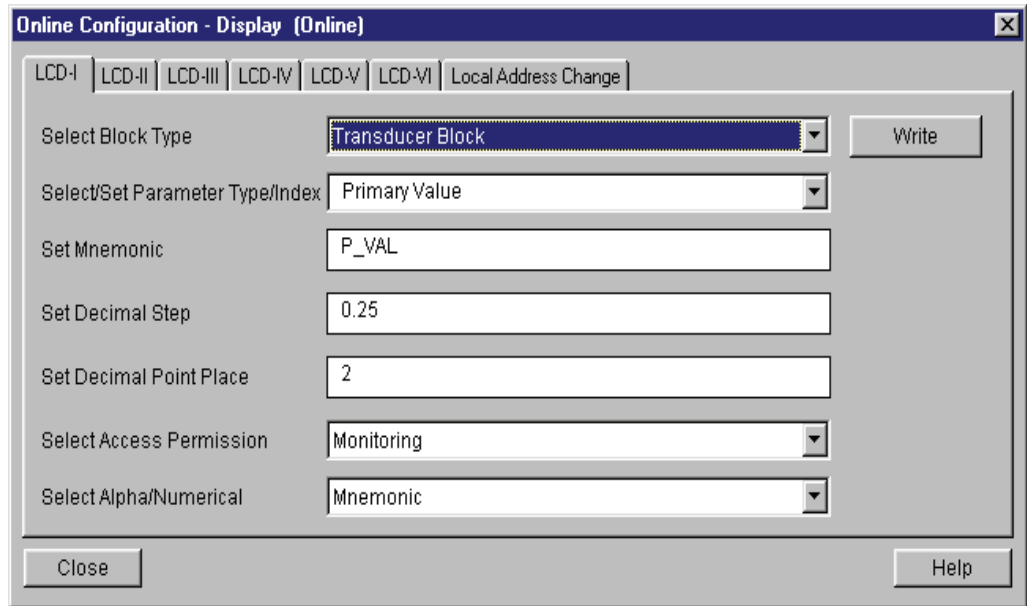 Online Configuration - Display (Online)
LCD-I LCD-II LCD-III LCD-IV LCD-V LCD-VI Local Address Change
Select Block Type Transducer Block Write
Select/Set Parameter Type/Index Primary Value
Set Mnemonic P_VAL
Set Decimal Step 0.25
Set Decimal Point Place 2
Select Access Permission Monitoring
Select Alpha/Numerical Mnemonic
Close Help